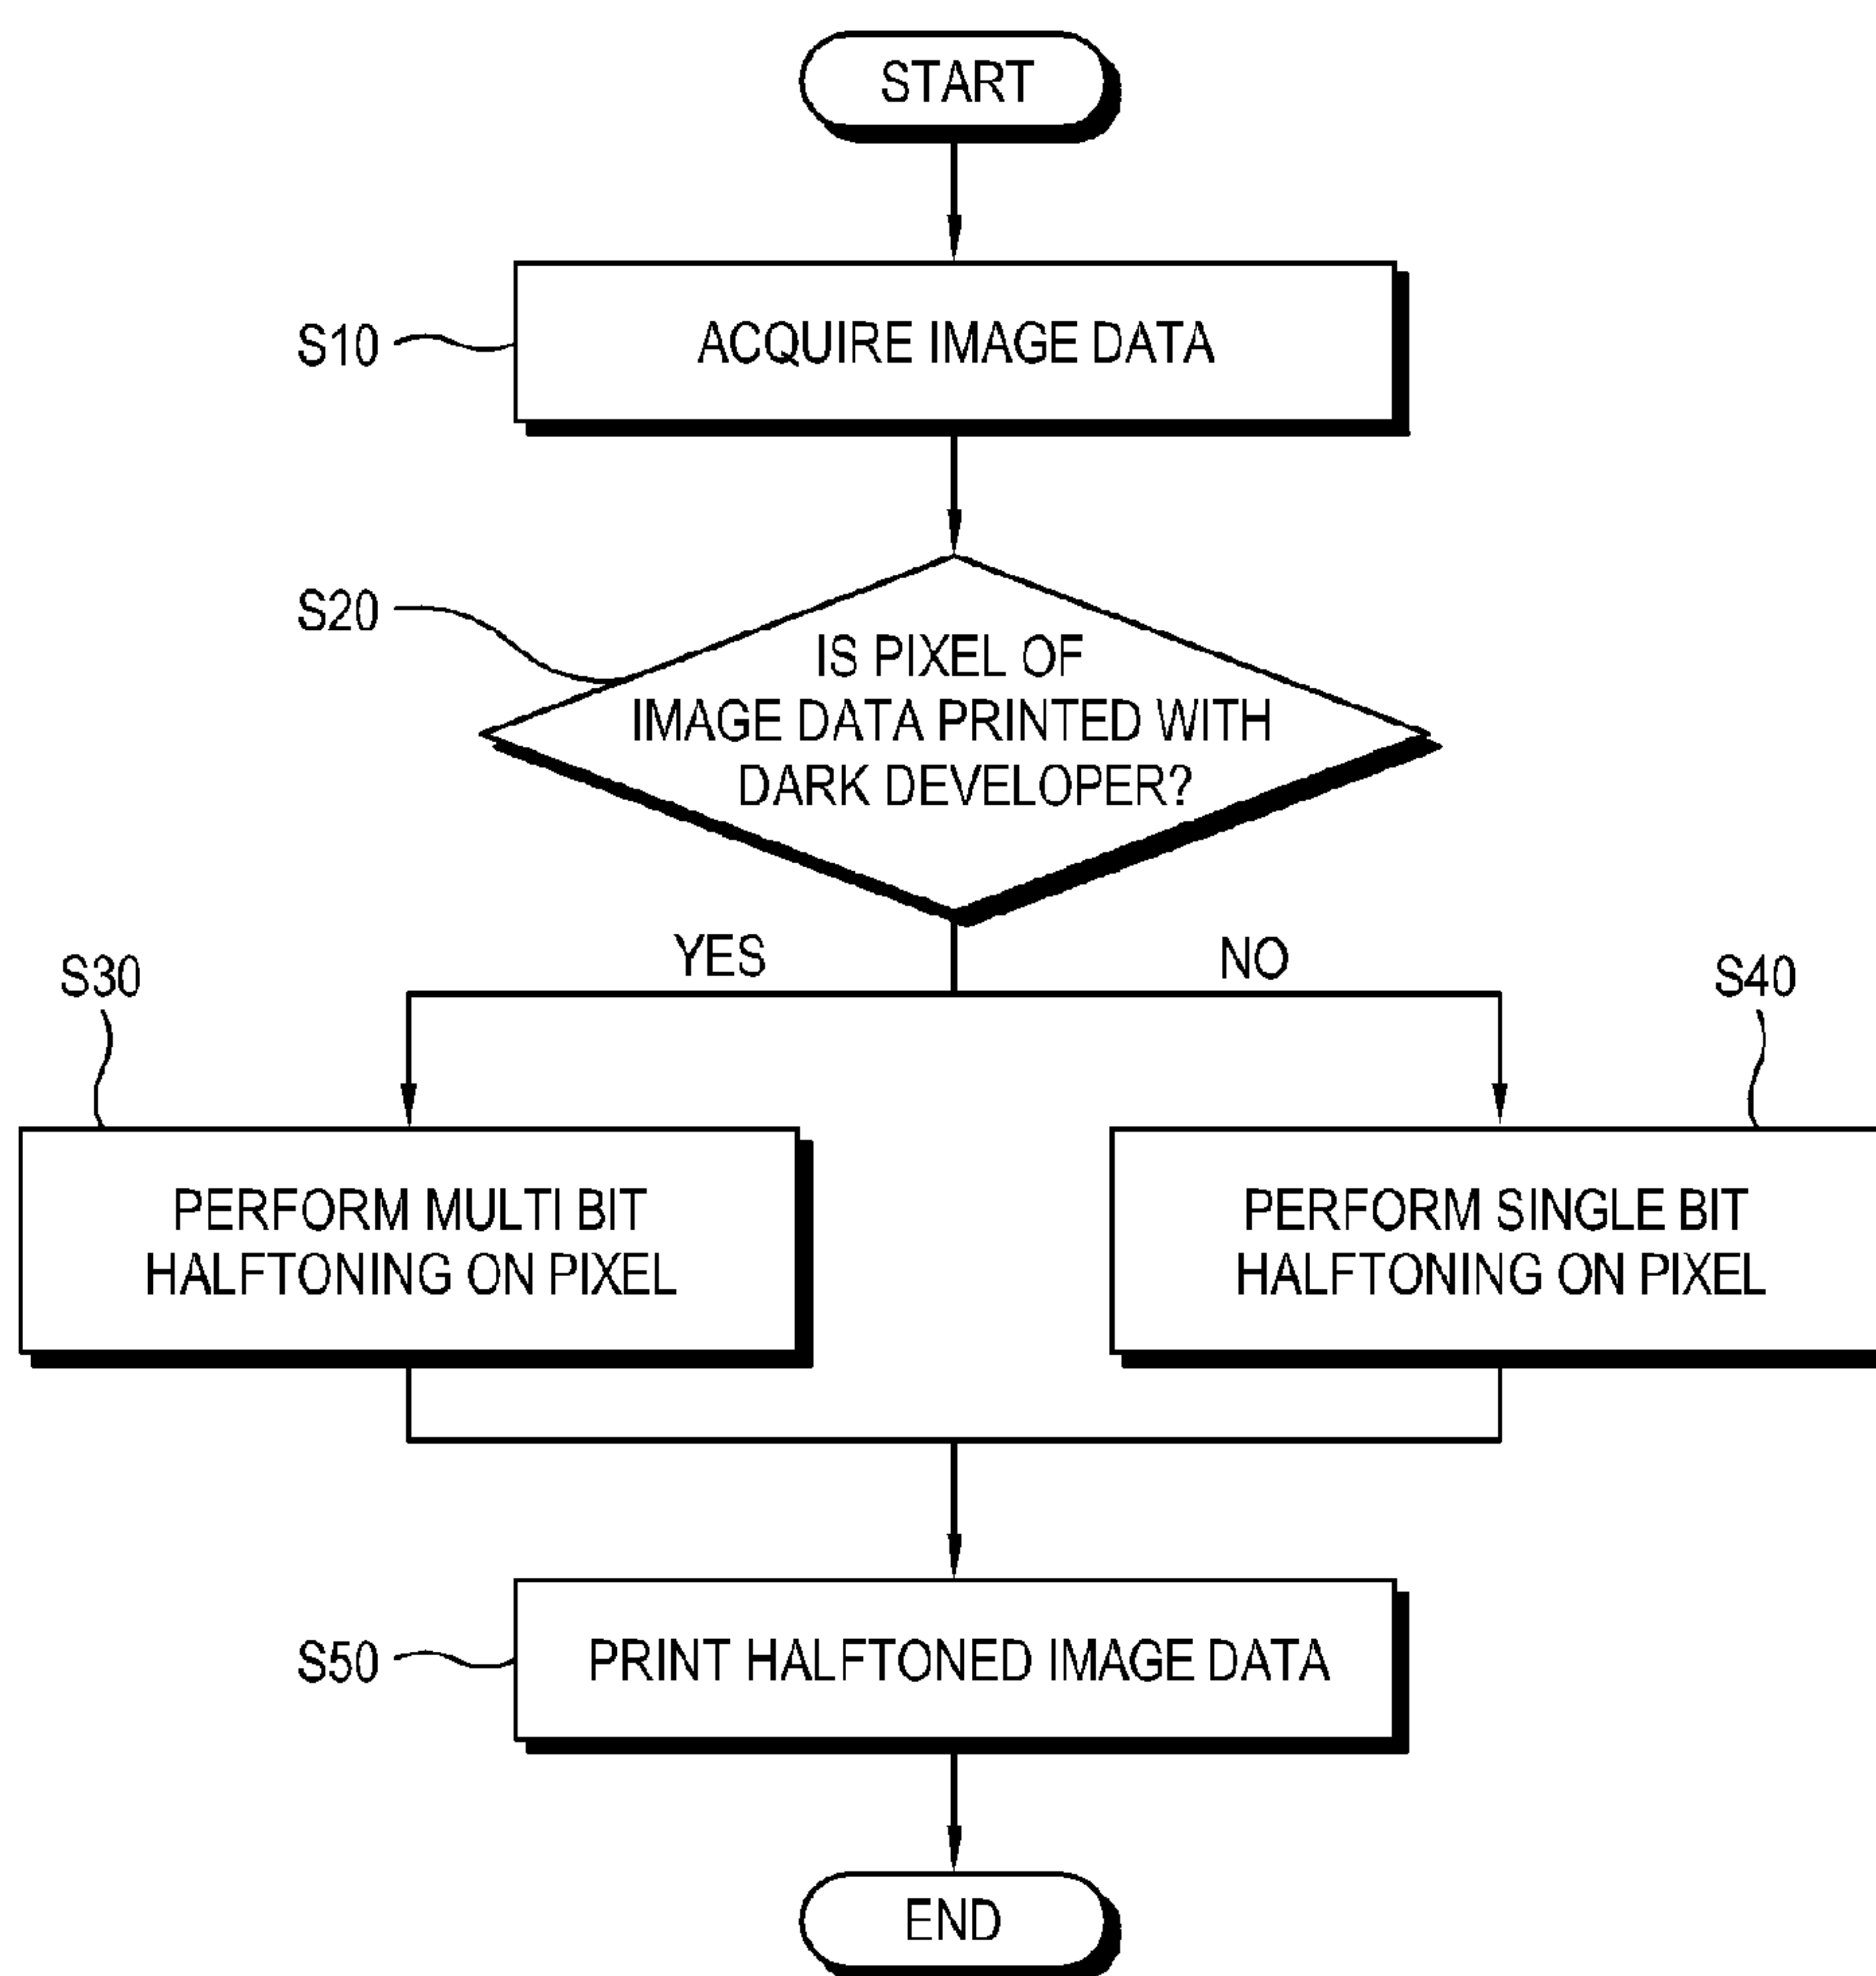 START
S10
ACQUIRE IMAGE DATA
S20
IS PIXEL OF
IMAGE DATA PRINTED WITH
DARK DEVELOPER?
YES
NO
S30
S40
PERFORM MULTI BIT
HALFTONING ON PIXEL
PERFORM SINGLE BIT
HALFTONING ON PIXEL
S50
PRINT HALFTONED IMAGE DATA
END